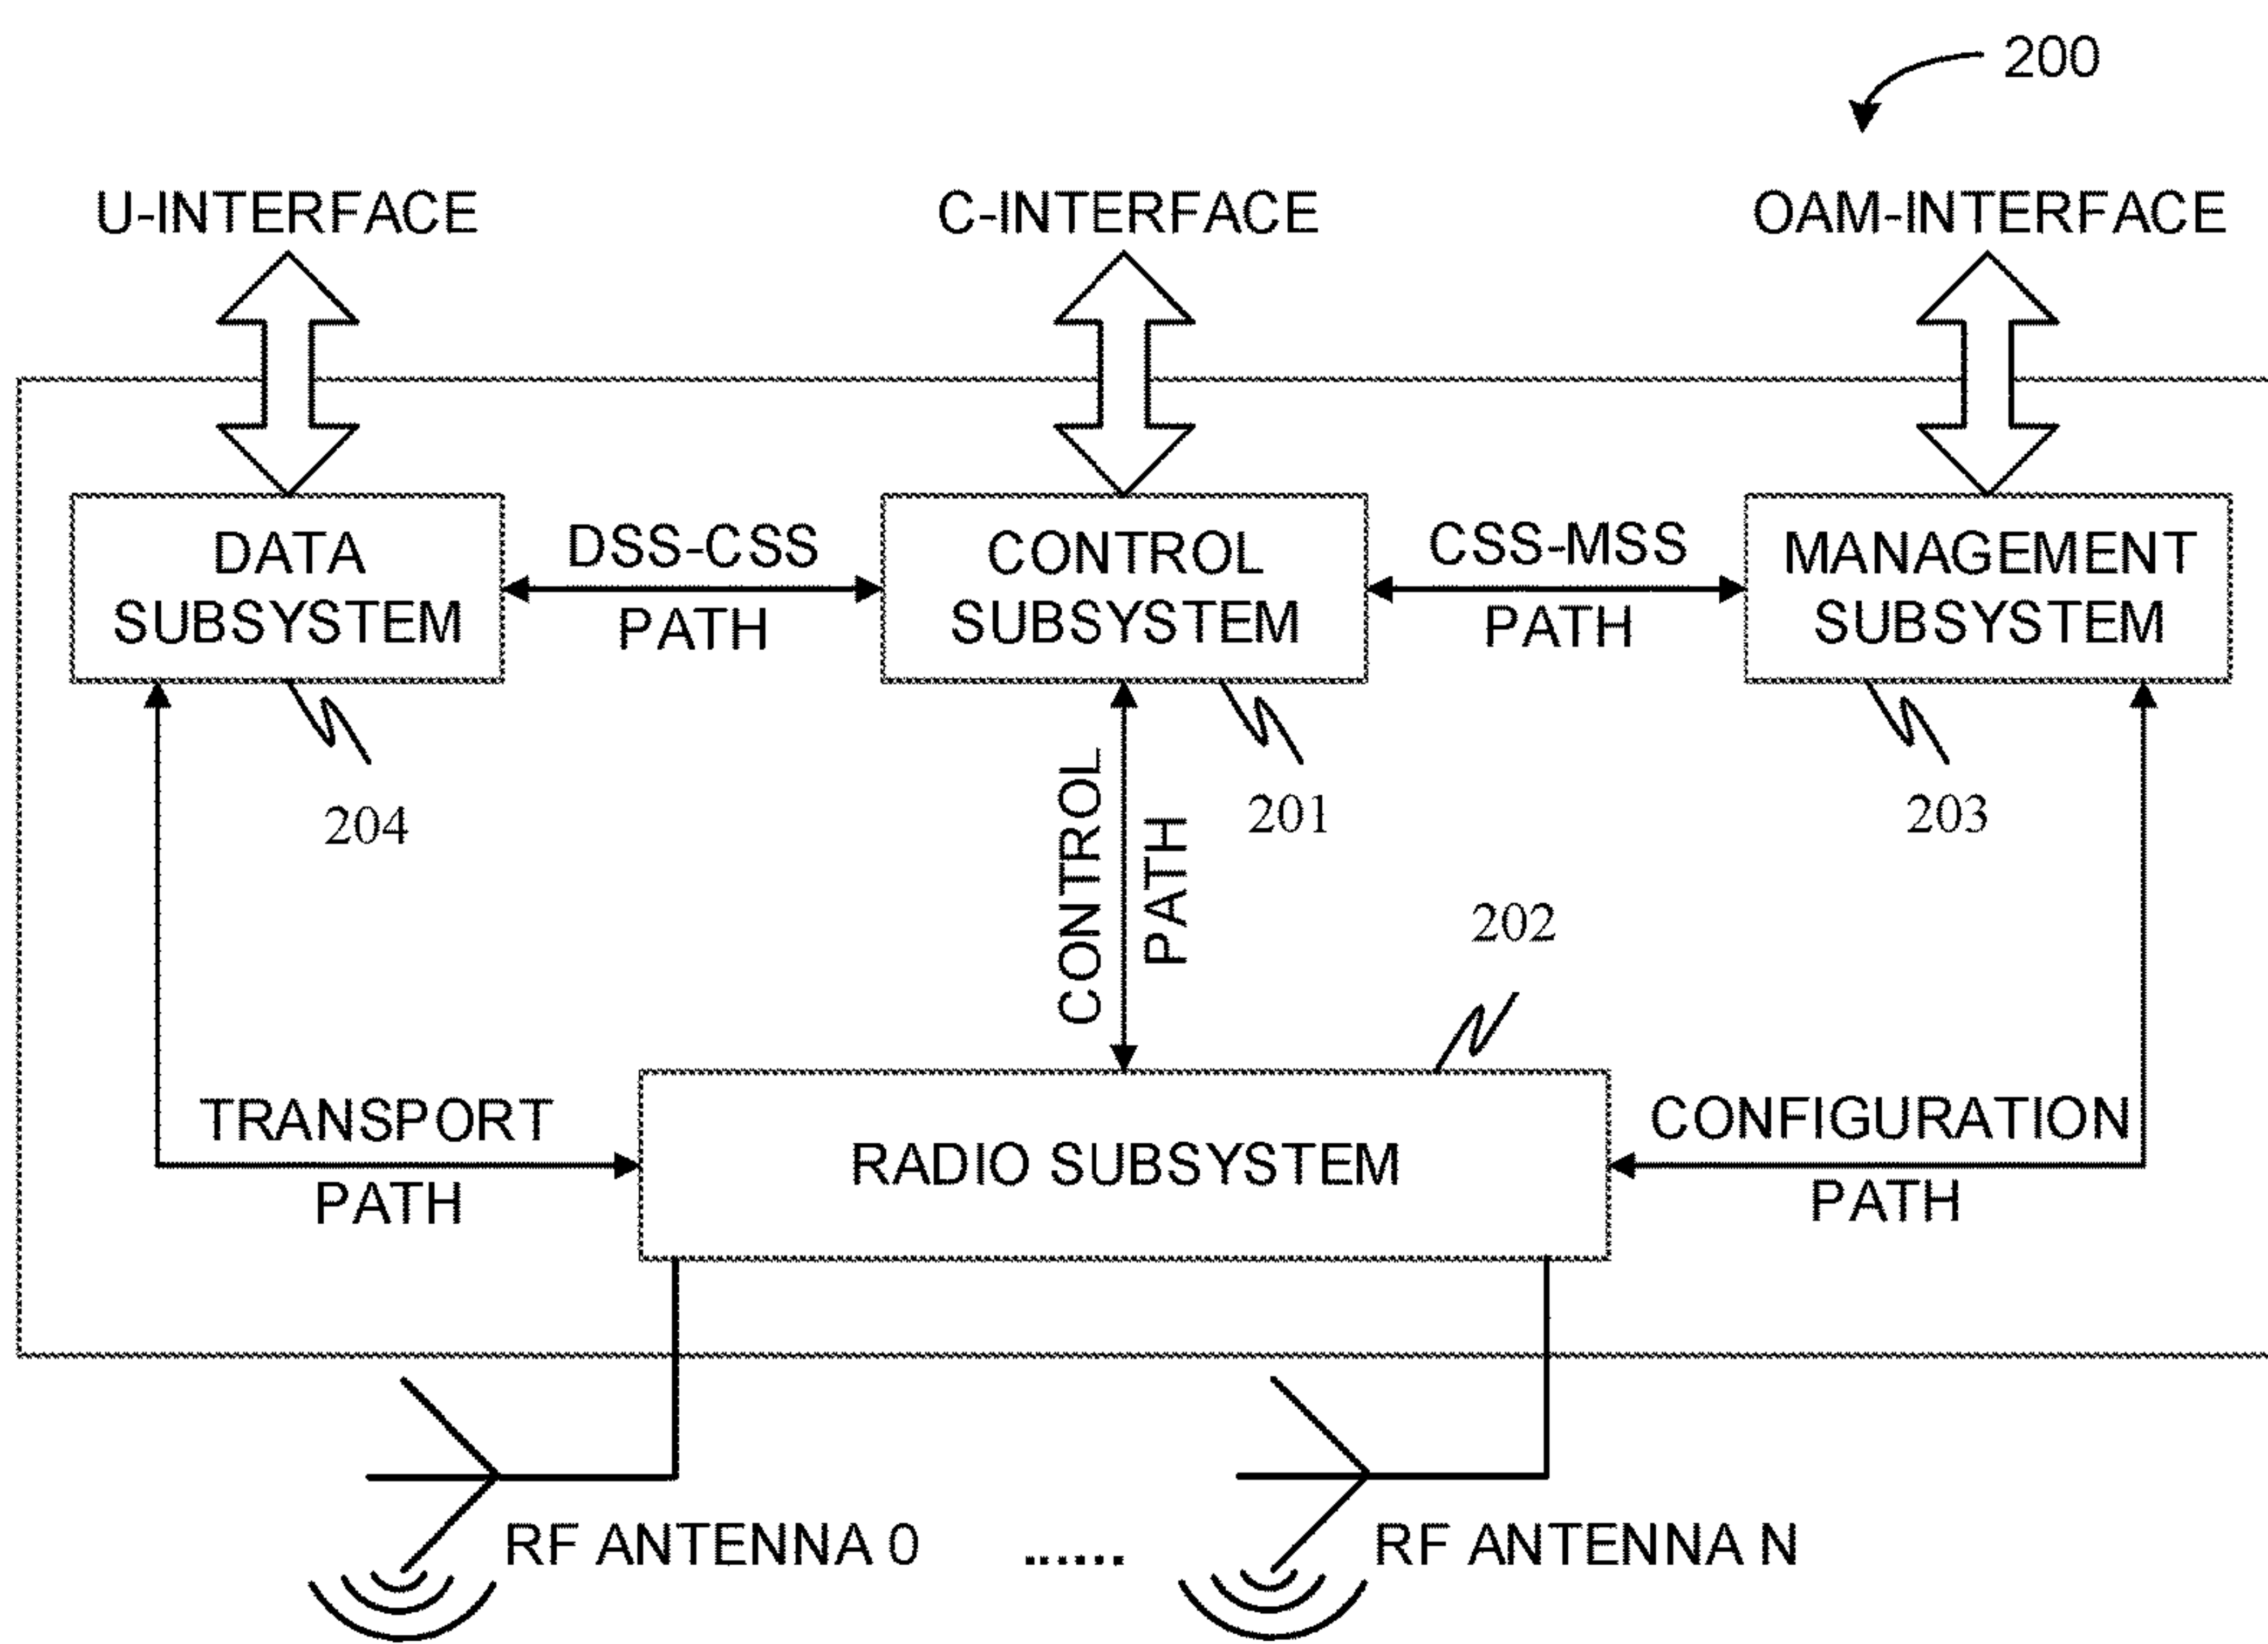 200
U-INTERFACE
C-INTERFACE
OAM-INTERFACE
DATA
SUBSYSTEM
DSS-CSS
PATH
CONTROL
SUBSYSTEM
CSS-MSS
PATH
MANAGEMENT
SUBSYSTEM
204
201
203
CONTROL
PATH
202
TRANSPORT
PATH
RADIO SUBSYSTEM
CONFIGURATION
PATH
RF ANTENNA 0
......
RF ANTENNA N